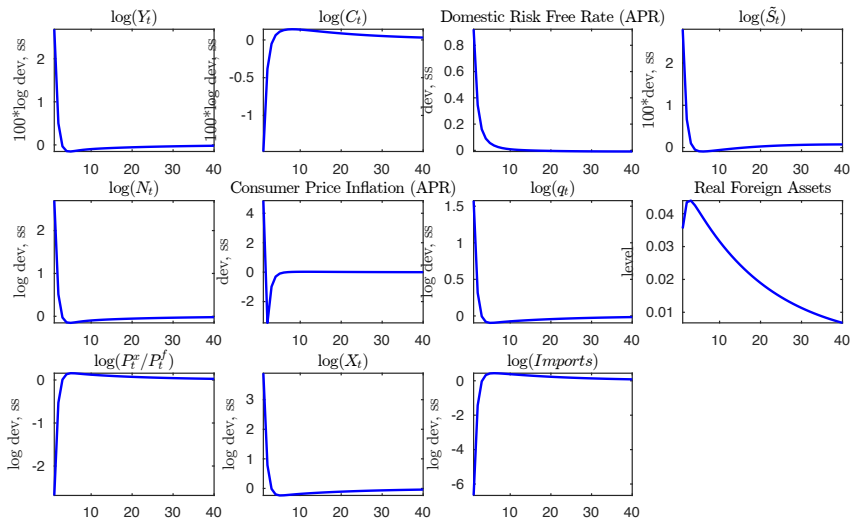 log(Y_t)
100*log dev, ss
2
1
0
10 20 30 40
log(C_t)
100*log dev, ss
0
-0.5
-1
10 20 30 40
Domestic Risk Free Rate (APR)
dev, ss
0.8
0.6
0.4
0.2
0
10 20 30 40
log(S̃_t)
100*dev, ss
2
1
0
10 20 30 40
log(N_t)
log dev, ss
2
1
0
10 20 30 40
Consumer Price Inflation (APR)
dev, ss
4
2
0
-2
10 20 30 40
log(q_t)
log dev, ss
1.5
1
0.5
0
10 20 30 40
Real Foreign Assets
level
0.04
0.03
0.02
0.01
10 20 30 40
log(P_t^x/P_t^f)
log dev, ss
0
-1
-2
10 20 30 40
log(X_t)
log dev, ss
3
2
1
0
10 20 30 40
log(Imports)
log dev, ss
0
-2
-4
-6
10 20 30 40